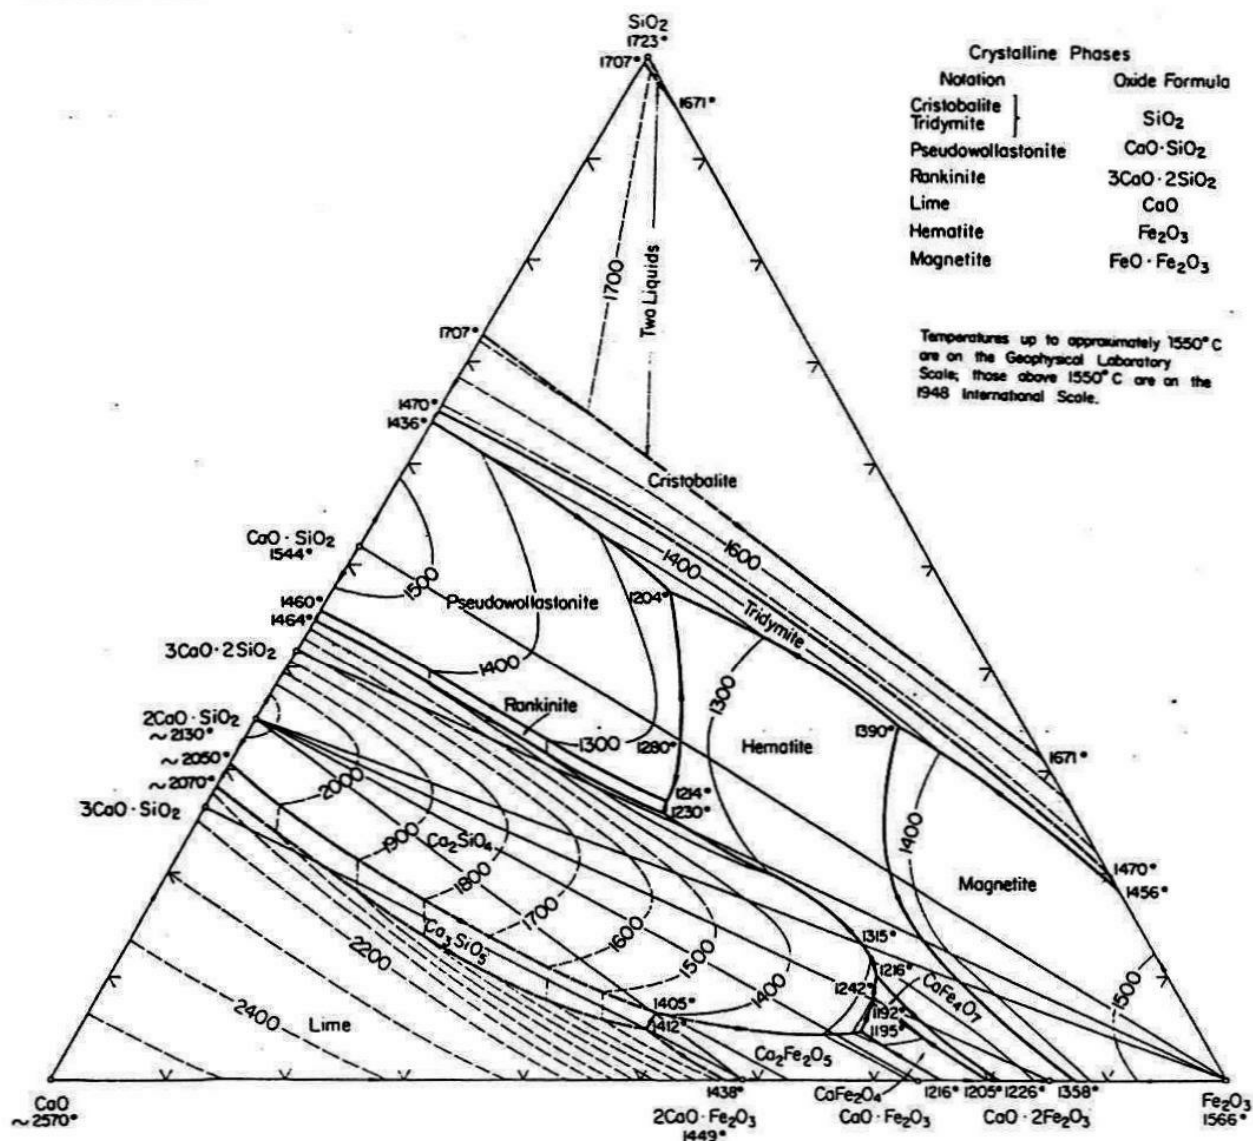 SiO₂
1723°
1707°
1671°
Crystalline Phases
Notation Oxide Formula
Cristobalite
Tridymite
SiO₂
Pseudowollastonite CaO·SiO₂
Rankinite 3CaO·2SiO₂
Lime CaO
Hematite Fe₂O₃
Magnetite FeO·Fe₂O₃
Temperatures up to approximately 1550°C
are on the Geophysical Laboratory
Scale; those above 1550°C are on the
1948 International Scale.
1700
Two Liquids
1707°
1470°
1436°
Cristobalite
1600
1400
Tridymite
CaO·SiO₂
1544°
1500
Pseudowollastonite
1204°
1460°
1464°
3CaO·2SiO₂
1400
Rankinite
1300
1300
1280°
Hematite
1390°
1671°
2CaO·SiO₂
~2130°
~2050°
~2070°
3CaO·SiO₂
1214°
1230°
2000
1900
Ca₂SiO₄
1800
1700
1600
1500
1400
1400
Magnetite
1470°
1456°
Ca₃SiO₅
2200
2400
Lime
1315°
1216°
1242°
CaFe₄O₇
1192°
1195°
1405°
1412°
Ca₂Fe₂O₅
1500
CaO
~2570°
1438°
2CaO·Fe₂O₃
1449°
CaFe₂O₄
CaO·Fe₂O₃
1216°
1205°
1226°
1358°
CaO·2Fe₂O₃
Fe₂O₃
1566°